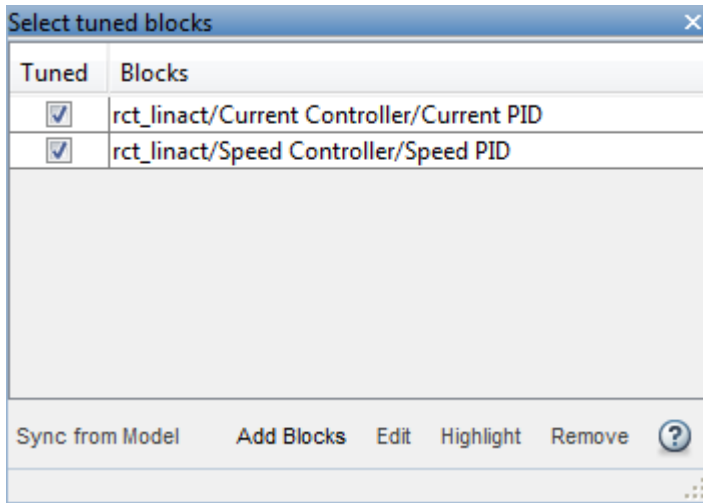 Select tuned blocks
Tuned Blocks
rct_linact/Current Controller/Current PID
rct_linact/Speed Controller/Speed PID
Sync from Model Add Blocks Edit Highlight Remove ?